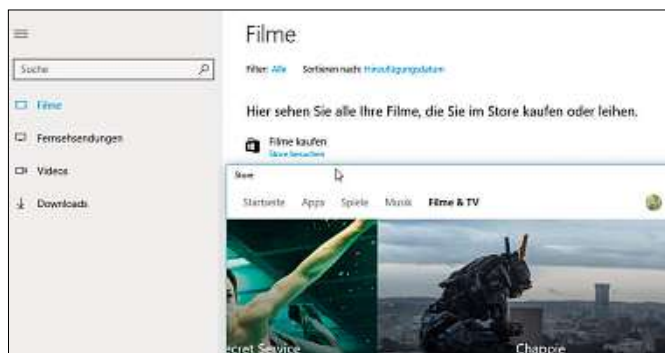 Filme
Suche
Filter: Alle Sortieren nach: Hinzufügungsdatum
Filme
Hier sehen Sie alle Ihre Filme, die Sie im Store kaufen oder leihen.
Fernsehsendungen
Filme kaufen
Store besuchen
Videos
Store
Downloads
Startseite Apps Spiele Musik Filme & TV
ecret Service
Chappie